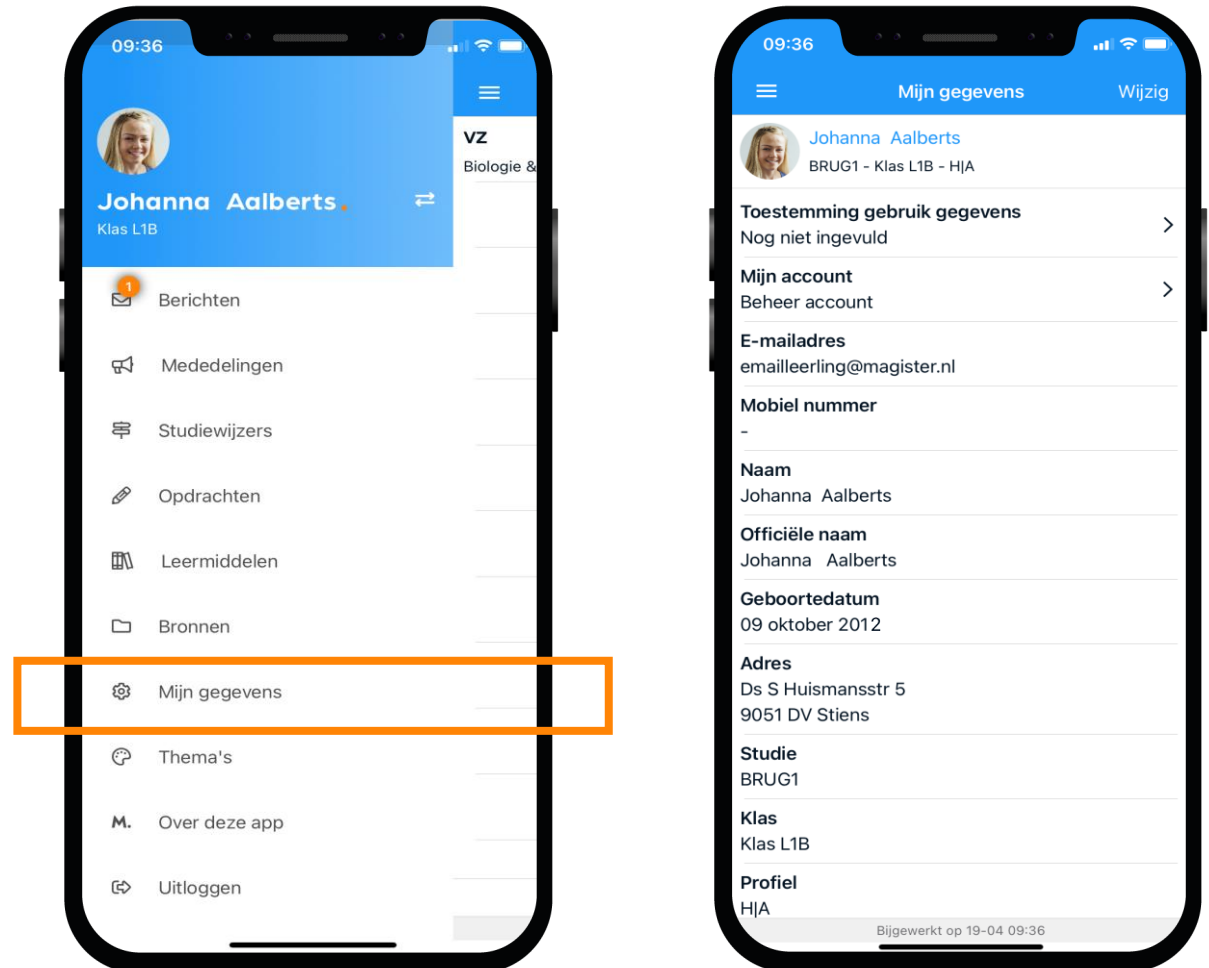 09:36
VZ
Biologie &
Johanna Aalberts.
Klas L1B
1
Berichten
Mededelingen
Studiewijzers
Opdrachten
Leermiddelen
Bronnen
Mijn gegevens
Thema's
M. Over deze app
Uitloggen
09:36
Mijn gegevens Wijzig
Johanna Aalberts
BRUG1 - Klas L1B - H|A
Toestemming gebruik gegevens
Nog niet ingevuld
Mijn account
Beheer account
E-mailadres
emailleerling@magister.nl
Mobiel nummer
-
Naam
Johanna Aalberts
Officiële naam
Johanna Aalberts
Geboortedatum
09 oktober 2012
Adres
Ds S Huismansstr 5
9051 DV Stiens
Studie
BRUG1
Klas
Klas L1B
Profiel
H|A
Bijgewerkt op 19-04 09:36